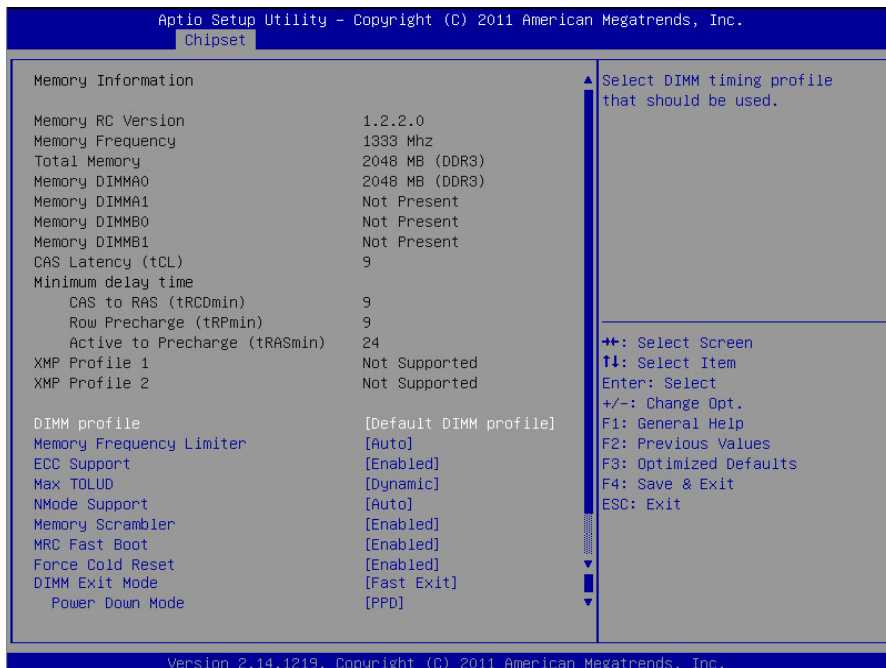 Aptio Setup Utility – Copyright (C) 2011 American Megatrends, Inc.
Chipset
Memory Information
Memory RC Version 1.2.2.0
Memory Frequency 1333 Mhz
Total Memory 2048 MB (DDR3)
Memory DIMMA0 2048 MB (DDR3)
Memory DIMMA1 Not Present
Memory DIMMB0 Not Present
Memory DIMMB1 Not Present
CAS Latency (tCL) 9
Minimum delay time
CAS to RAS (tRCDmin) 9
Row Precharge (tRPmin) 9
Active to Precharge (tRASmin) 24
XMP Profile 1 Not Supported
XMP Profile 2 Not Supported
DIMM profile [Default DIMM profile]
Memory Frequency Limiter [Auto]
ECC Support [Enabled]
Max TOLUD [Dynamic]
NMode Support [Auto]
Memory Scrambler [Enabled]
MRC Fast Boot [Enabled]
Force Cold Reset [Enabled]
DIMM Exit Mode [Fast Exit]
Power Down Mode [PPD]
Select DIMM timing profile
that should be used.
→←: Select Screen
↑↓: Select Item
Enter: Select
+/-: Change Opt.
F1: General Help
F2: Previous Values
F3: Optimized Defaults
F4: Save & Exit
ESC: Exit
Version 2.14.1219. Copyright (C) 2011 American Megatrends, Inc.